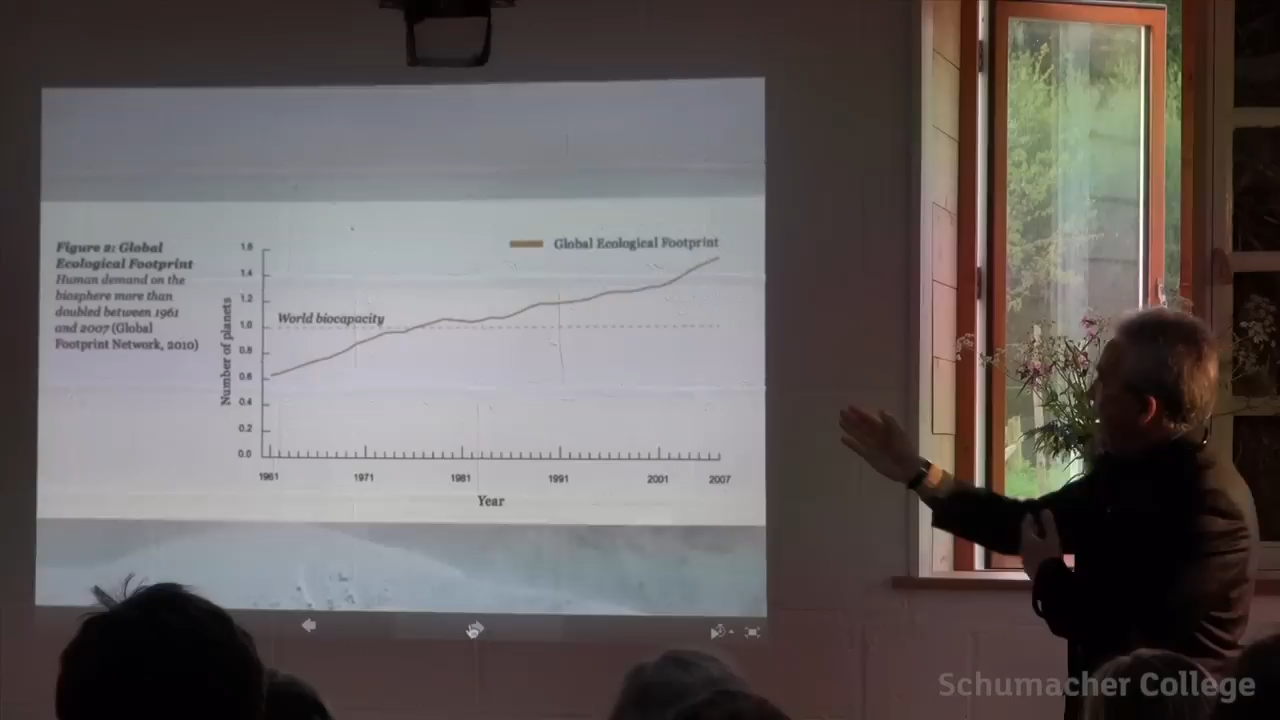 Figure 2: Global
Ecological Footprint
Human demand on the
biosphere more than
doubled between 1961
and 2007 (Global
Footprint Network, 2010)
Global Ecological Footprint
World biocapacity
Number of planets
1.8
1.4
1.2
1.0
0.8
0.6
0.4
0.2
0.0
1961
1971
1981
1991
2001
2007
Year
Schumacher College